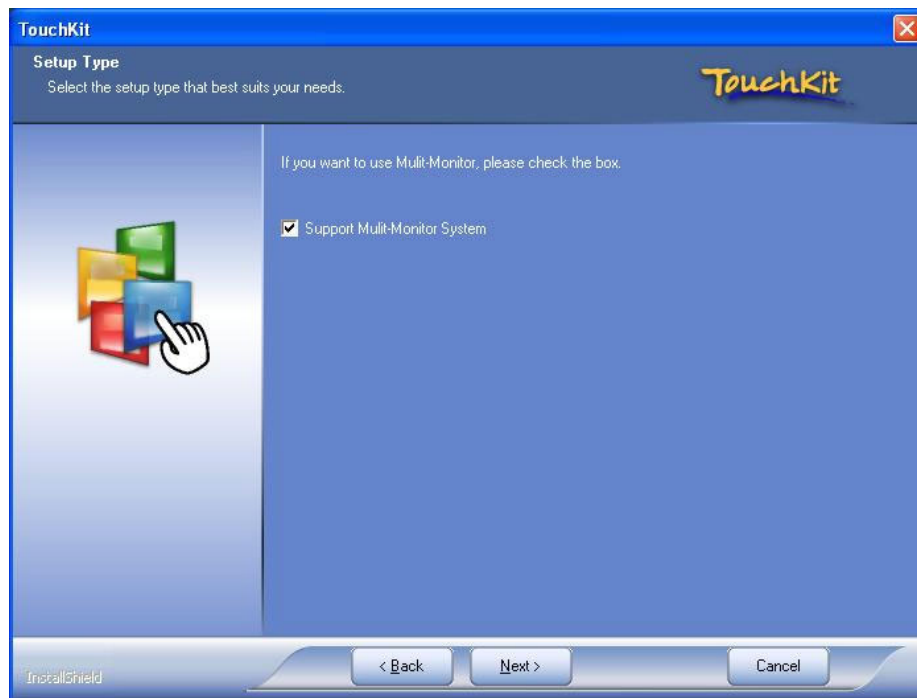 TouchKit
Setup Type
Select the setup type that best suits your needs.
TouchKit
If you want to use Mulit-Monitor, please check the box.
Support Mulit-Monitor System
InstallShield
< Back
Next >
Cancel